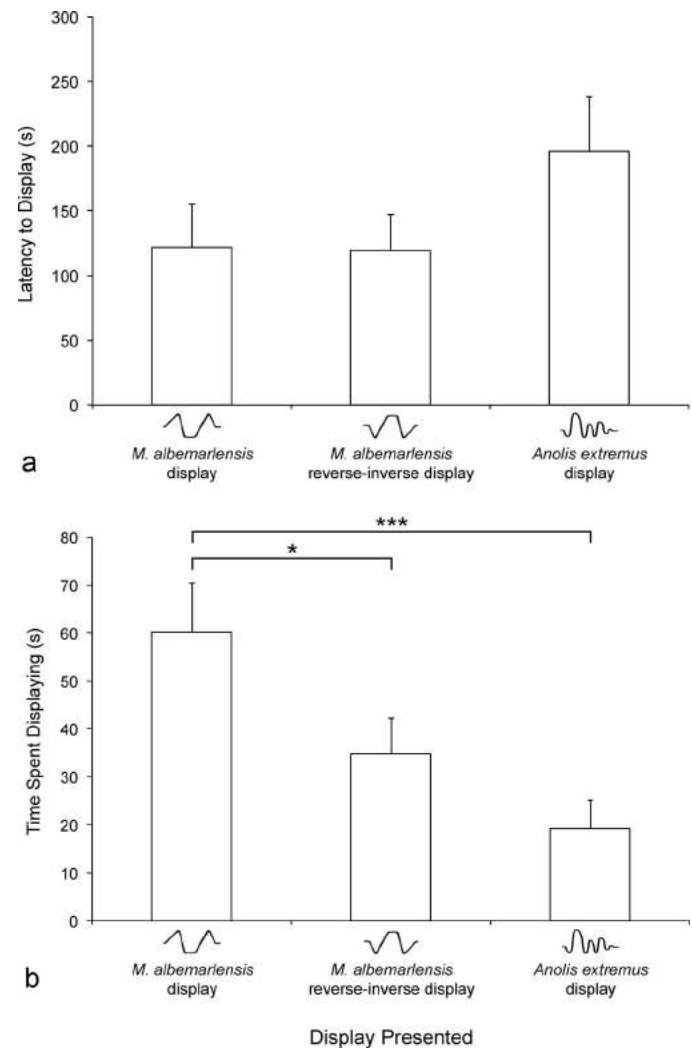 300
250
200
150
100
50
0
Latency to Display (s)
M. albemarlensis
display
M. albemarlensis
reverse-inverse display
Anolis extremus
display
a
***
*
80
70
60
50
40
30
20
10
0
Time Spent Displaying (s)
M. albemarlensis
display
M. albemarlensis
reverse-inverse display
Anolis extremus
display
b
Display Presented